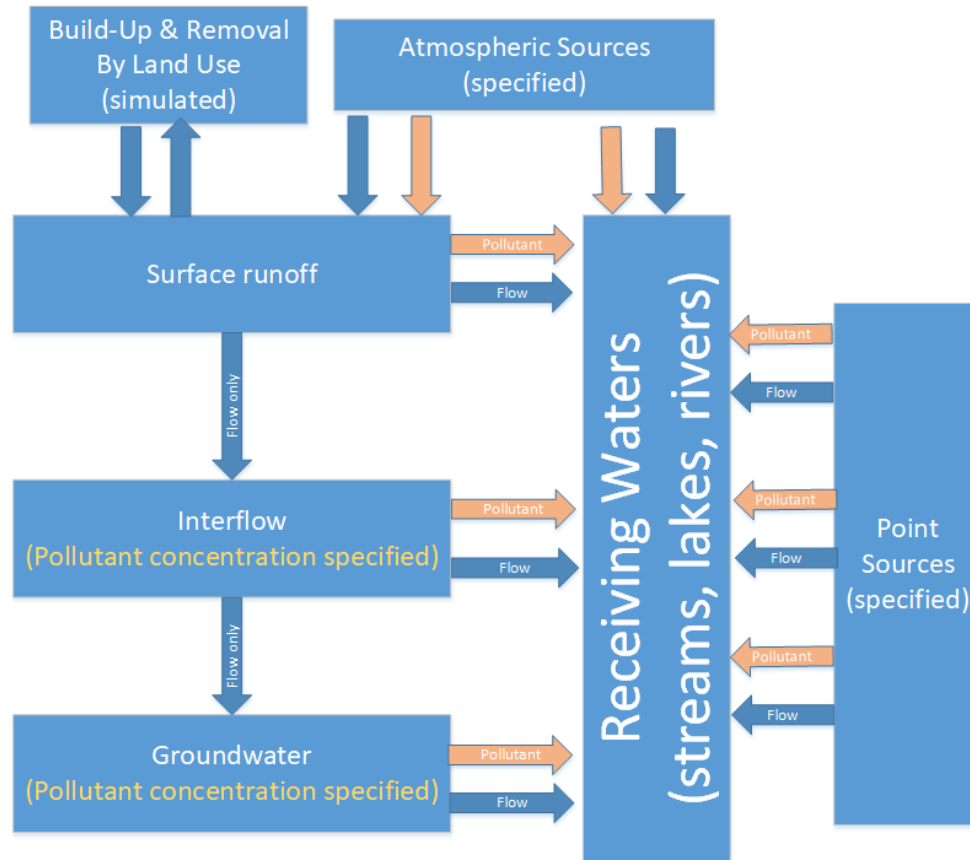 Build-Up & Removal
By Land Use
(simulated)
Atmospheric Sources
(specified)
Surface runoff
Pollutant
Flow
Flow only
Interflow
(Pollutant concentration specified)
Pollutant
Flow
Flow only
Groundwater
(Pollutant concentration specified)
Pollutant
Flow
Receiving Waters
(streams, lakes, rivers)
Pollutant
Flow
Pollutant
Flow
Pollutant
Flow
Point
Sources
(specified)